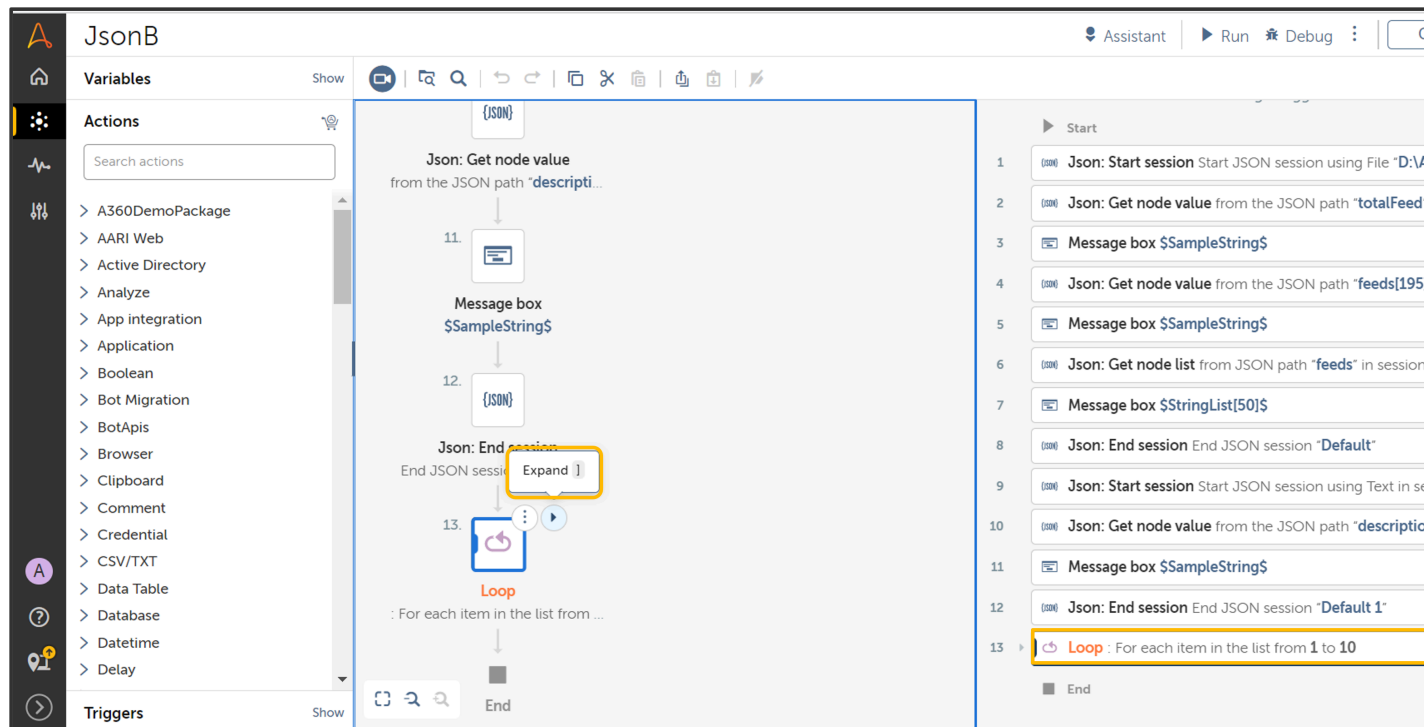 JsonB
Assistant
Run
Debug
Variables
Show
Actions
Search actions
A360DemoPackage
AARI Web
Active Directory
Analyze
App integration
Application
Boolean
Bot Migration
BotApis
Browser
Clipboard
Comment
Credential
CSV/TXT
Data Table
Database
Datetime
Delay
Triggers
Show
A
{JSON}
Json: Get node value
from the JSON path “descripti...
11.
Message box
$SampleString$
12.
{JSON}
Json: End session
End JSON sessi
Expand ]
13.
Loop
: For each item in the list from ...
End
Start
1 {JSON} Json: Start session Start JSON session using File “D:\A
2 {JSON} Json: Get node value from the JSON path “totalFeed
3 Message box $SampleString$
4 {JSON} Json: Get node value from the JSON path “feeds[195
5 Message box $SampleString$
6 {JSON} Json: Get node list from JSON path “feeds” in session
7 Message box $StringList[50]$
8 {JSON} Json: End session End JSON session “Default”
9 {JSON} Json: Start session Start JSON session using Text in se
10 {JSON} Json: Get node value from the JSON path “descriptio
11 Message box $SampleString$
12 {JSON} Json: End session End JSON session “Default 1”
13 Loop : For each item in the list from 1 to 10
End